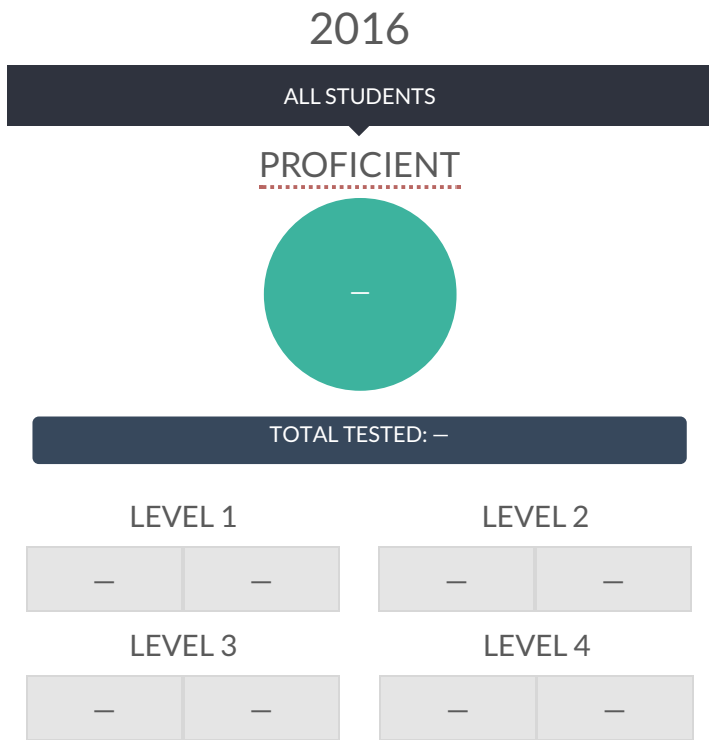 2016
ALL STUDENTS
PROFICIENT
—
TOTAL TESTED: —
LEVEL 1 LEVEL 2
— — — —
LEVEL 3 LEVEL 4
— — — —